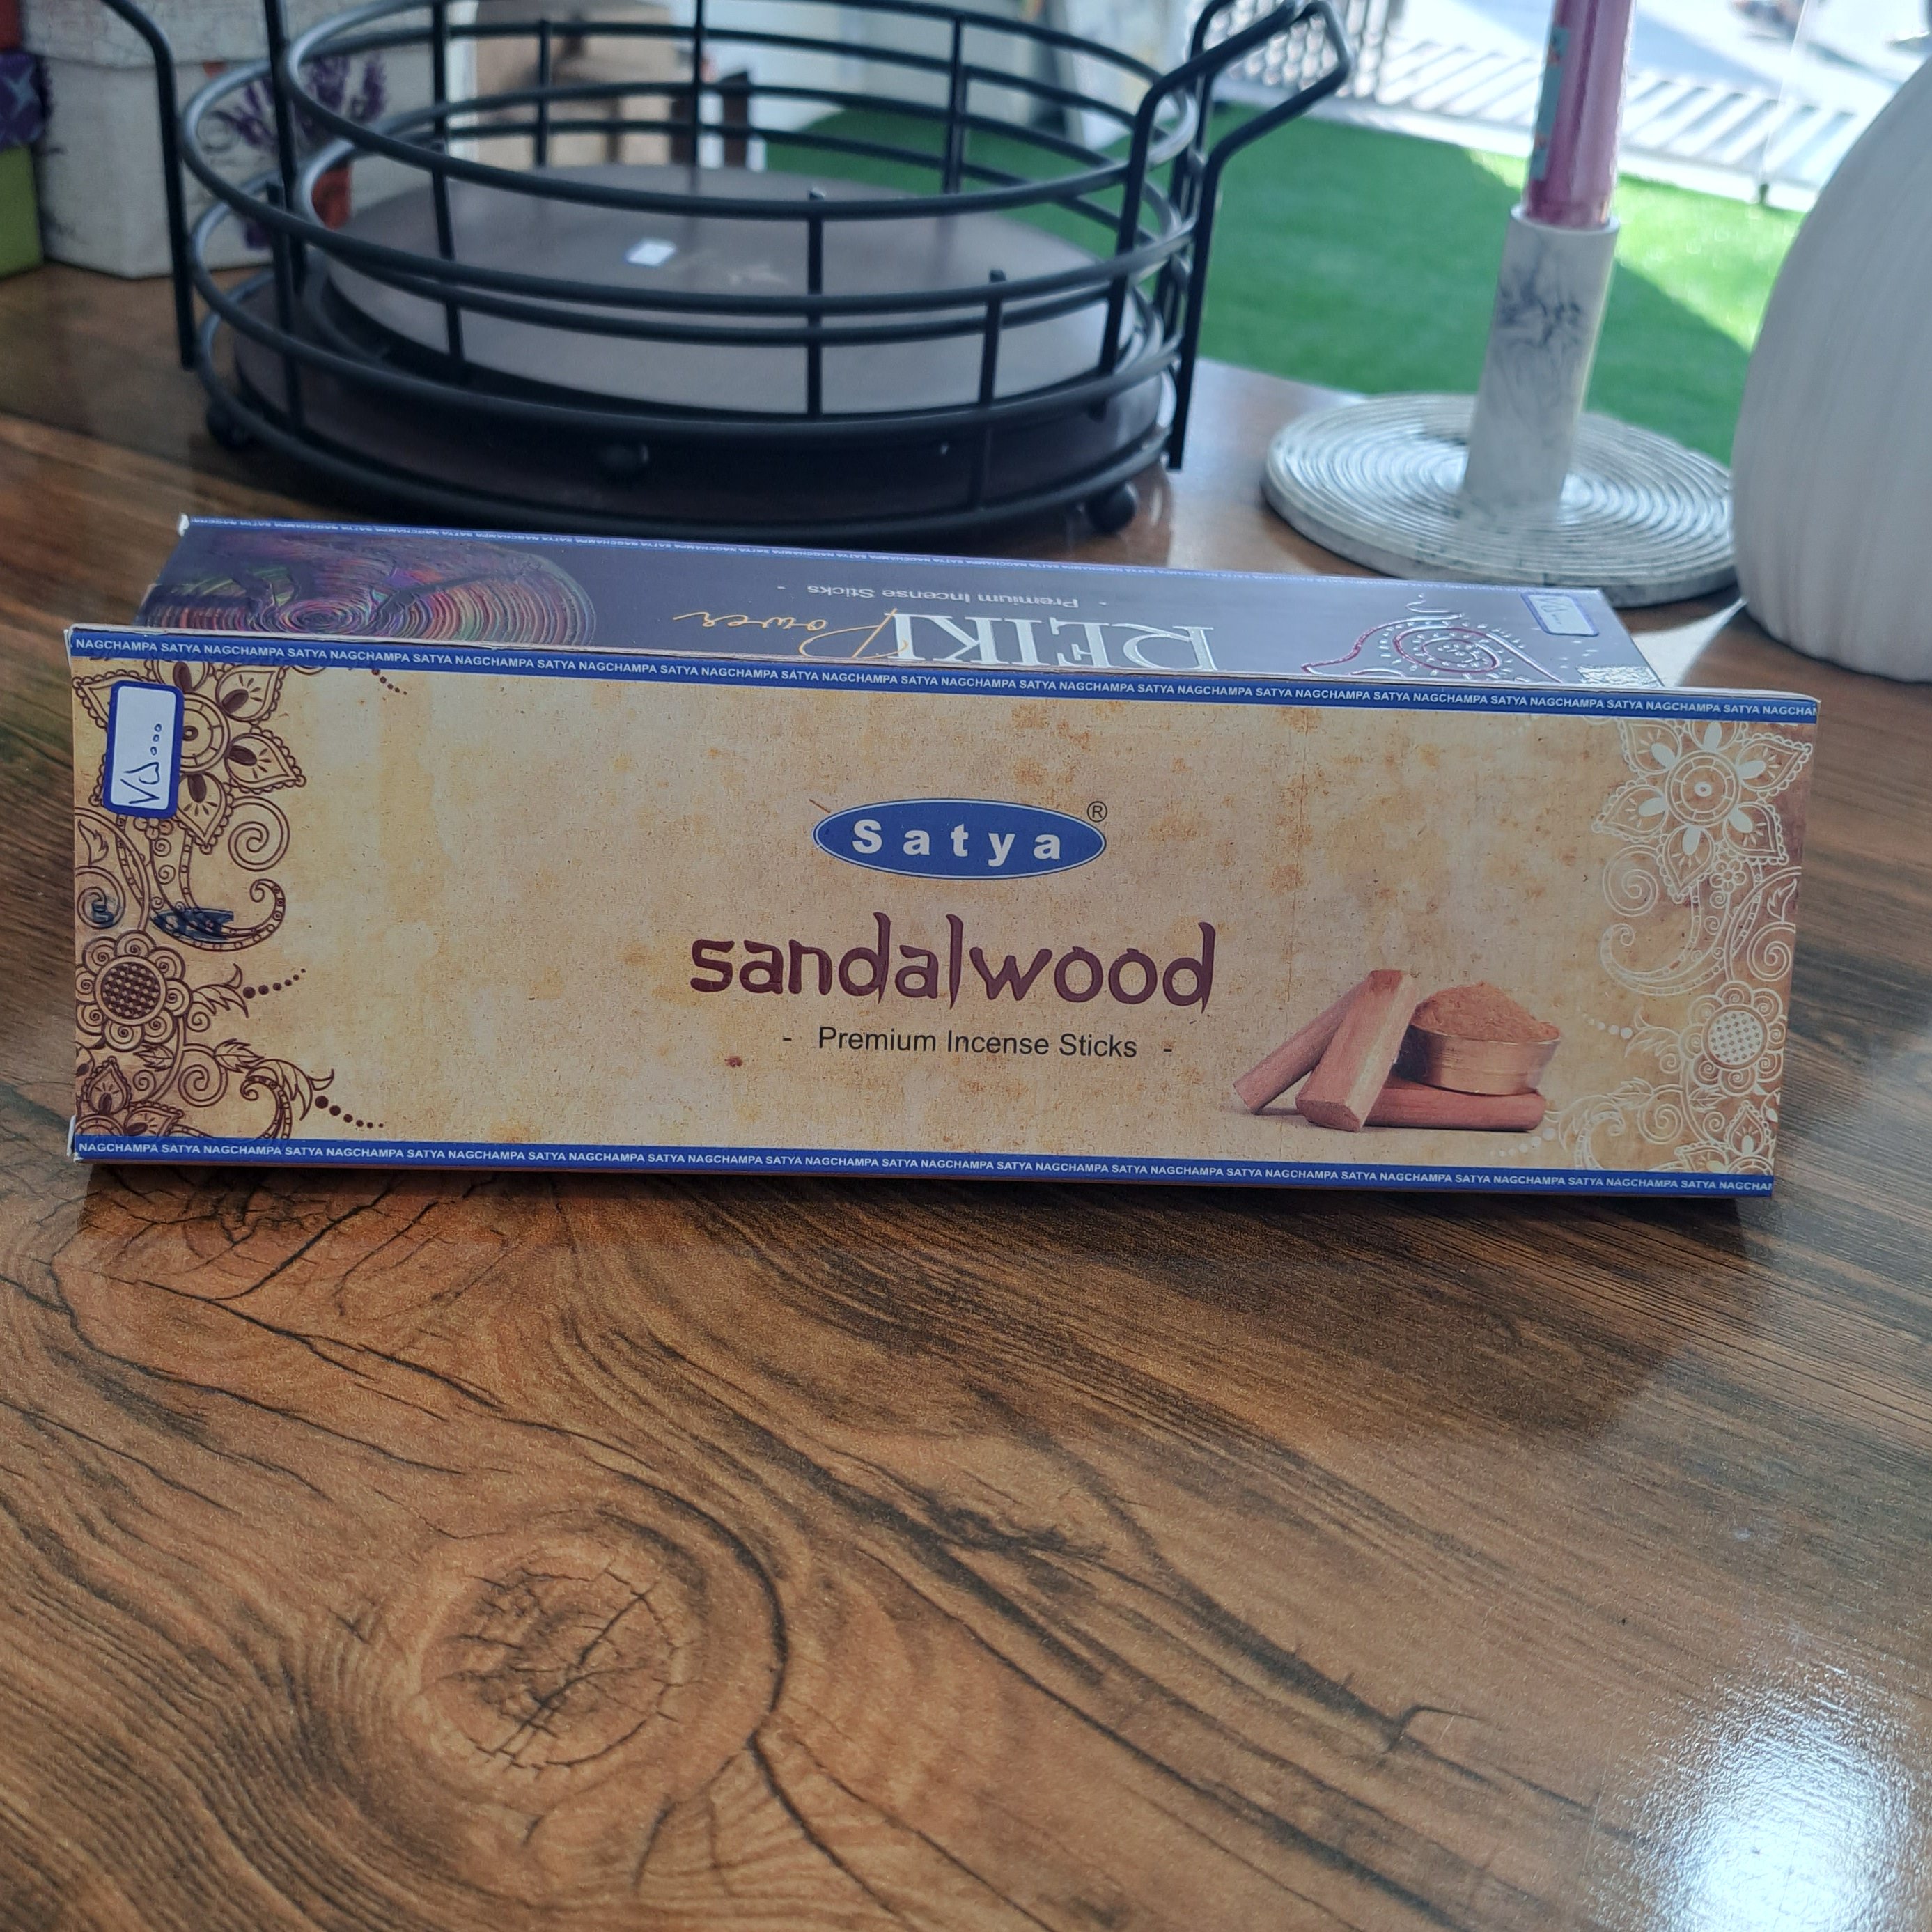 SATYA NAGCHAMPA SATYA NAGCHAMPA SATYA NAGCHAMPA SATYA NAGCHAMPA
- Premium Incense Sticks -
REIKI Power
NAGCHAMPA SATYA NAGCHAMPA SATYA NAGCHAMPA SATYA NAGCHAMPA SATYA NAGCHAMPA SATYA NAGCHAMPA SATYA NAGCHAMPA SATYA NAGCHAMPA SATYA NAGCHAMPA SATYA NAGCHAMPA SATYA NAGCHAMPA SATYA NAGCHAMPA SATYA NAGCHAMPA SATYA NAGCHAMPA SATYA NAGCHAM
۷۵۰۰۰
Satya®
sandalwood
- Premium Incense Sticks -
NAGCHAMPA SATYA NAGCHAMPA SATYA NAGCHAMPA SATYA NAGCHAMPA SATYA NAGCHAMPA SATYA NAGCHAMPA SATYA NAGCHAMPA SATYA NAGCHAMPA SATYA NAGCHAMPA SATYA NAGCHAMPA SATYA NAGCHAMPA SATYA NAGCHAMPA SATYA NAGCHAMPA SATYA NAGCHAM